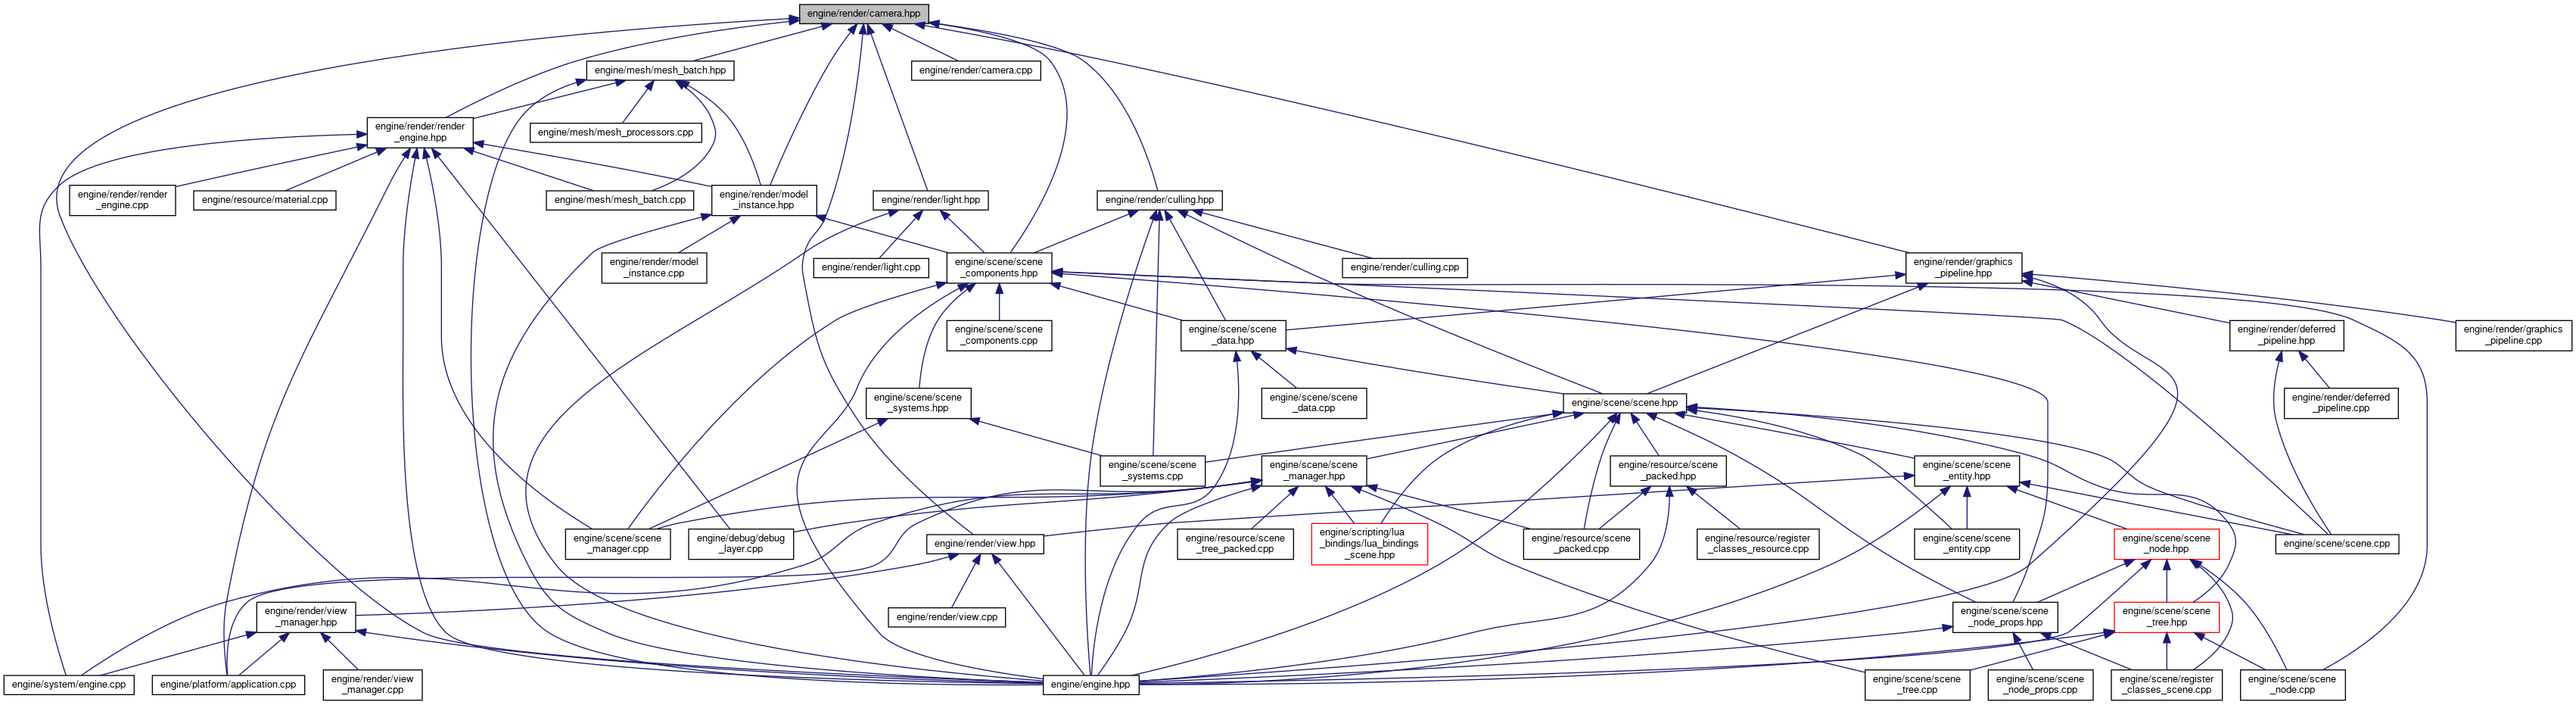 engine/render/camera.hpp
engine/mesh/mesh_batch.hpp
engine/render/camera.cpp
engine/render/render
_engine.hpp
engine/mesh/mesh_processors.cpp
engine/render/render
_engine.cpp
engine/resource/material.cpp
engine/mesh/mesh_batch.cpp
engine/render/model
_instance.hpp
engine/render/light.hpp
engine/render/culling.hpp
engine/render/model
_instance.cpp
engine/render/light.cpp
engine/scene/scene
_components.hpp
engine/render/culling.cpp
engine/render/graphics
_pipeline.hpp
engine/scene/scene
_components.cpp
engine/scene/scene
_data.hpp
engine/render/deferred
_pipeline.hpp
engine/render/graphics
_pipeline.cpp
engine/scene/scene
_systems.hpp
engine/scene/scene
_data.cpp
engine/scene/scene.hpp
engine/render/deferred
_pipeline.cpp
engine/scene/scene
_systems.cpp
engine/scene/scene
_manager.hpp
engine/resource/scene
_packed.hpp
engine/scene/scene
_entity.hpp
engine/scene/scene
_manager.cpp
engine/debug/debug
_layer.cpp
engine/render/view.hpp
engine/resource/scene
_tree_packed.cpp
engine/scripting/lua
_bindings/lua_bindings
_scene.hpp
engine/resource/scene
_packed.cpp
engine/resource/register
_classes_resource.cpp
engine/scene/scene
_entity.cpp
engine/scene/scene
_node.hpp
engine/scene/scene.cpp
engine/render/view
_manager.hpp
engine/render/view.cpp
engine/scene/scene
_node_props.hpp
engine/scene/scene
_tree.hpp
engine/system/engine.cpp
engine/platform/application.cpp
engine/render/view
_manager.cpp
engine/engine.hpp
engine/scene/scene
_tree.cpp
engine/scene/scene
_node_props.cpp
engine/scene/register
_classes_scene.cpp
engine/scene/scene
_node.cpp